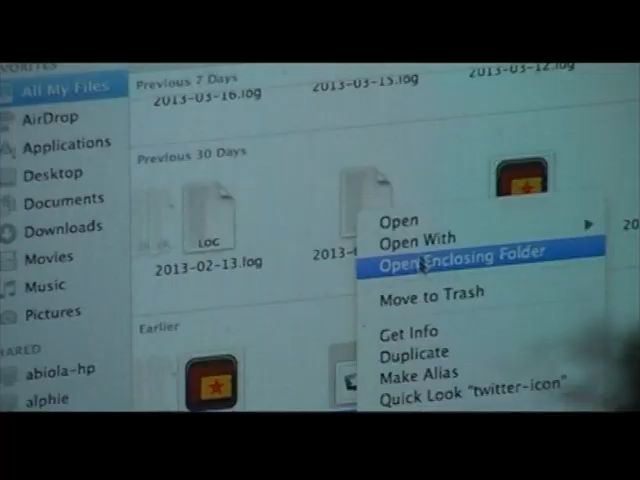 All My Files
AirDrop
Applications
Desktop
Documents
Downloads
Movies
Music
Pictures
abiola-hp
alphie
Previous 7 Days
2013-03-16.log
2013-03-15.log
2013-03-12.log
Previous 30 Days
LOG
2013-02-13.log
2013-
20
Earlier
Open
Open With
Open Enclosing Folder
Move to Trash
Get Info
Duplicate
Make Alias
Quick Look "twitter-icon"